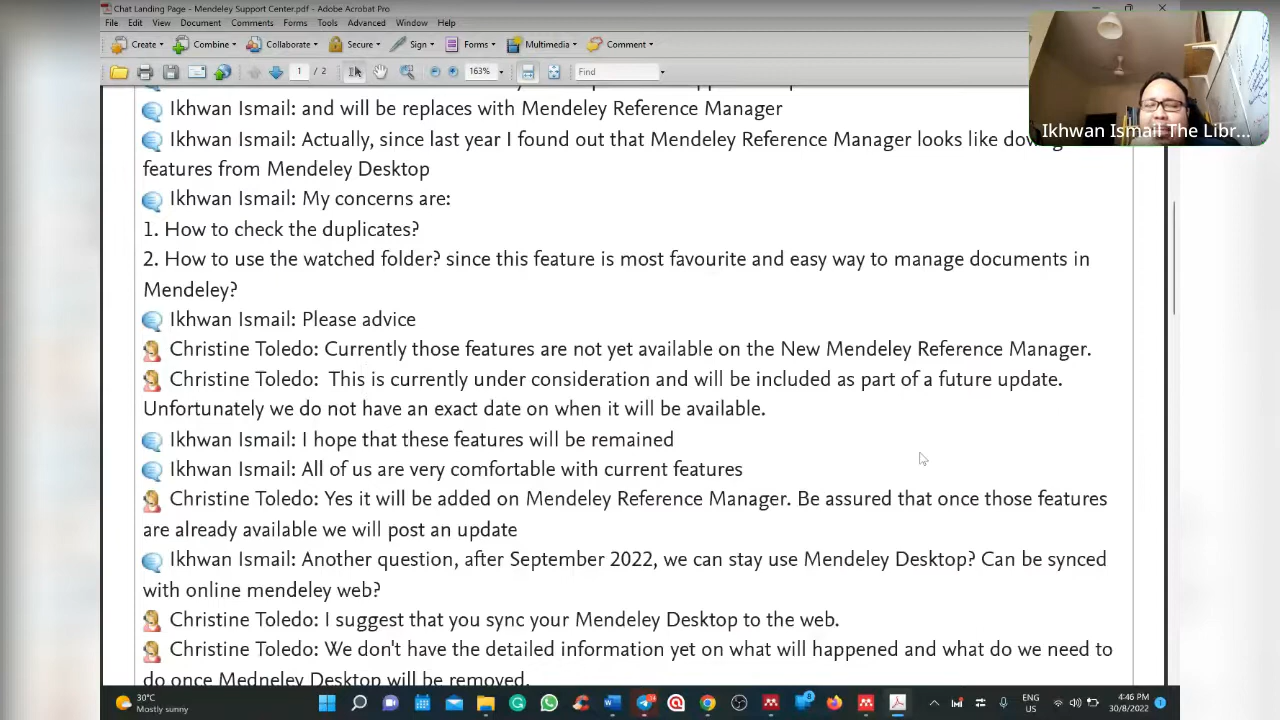 Chat Landing Page - Mendeley Support Center.pdf - Adobe Acrobat Pro
File Edit View Document Comments Forms Tools Advanced Window Help
Create Combine Collaborate Secure Sign Forms Multimedia Comment
1 / 2 163% Find
Ikhwan Ismail: and will be replaces with Mendeley Reference Manager
Ikhwan Ismail The Libr...
Ikhwan Ismail: Actually, since last year I found out that Mendeley Reference Manager looks like
features from Mendeley Desktop
Ikhwan Ismail: My concerns are:
1. How to check the duplicates?
2. How to use the watched folder? since this feature is most favourite and easy way to manage documents in
Mendeley?
Ikhwan Ismail: Please advice
Christine Toledo: Currently those features are not yet available on the New Mendeley Reference Manager.
Christine Toledo: This is currently under consideration and will be included as part of a future update.
Unfortunately we do not have an exact date on when it will be available.
Ikhwan Ismail: I hope that these features will be remained
Ikhwan Ismail: All of us are very comfortable with current features
Christine Toledo: Yes it will be added on Mendeley Reference Manager. Be assured that once those features
are already available we will post an update
Ikhwan Ismail: Another question, after September 2022, we can stay use Mendeley Desktop? Can be synced
with online mendeley web?
Christine Toledo: I suggest that you sync your Mendeley Desktop to the web.
Christine Toledo: We don't have the detailed information yet on what will happened and what do we need to
do once Medneley Desktop will be removed.
30°C
Mostly sunny
ENG
US
4:46 PM
30/8/2022